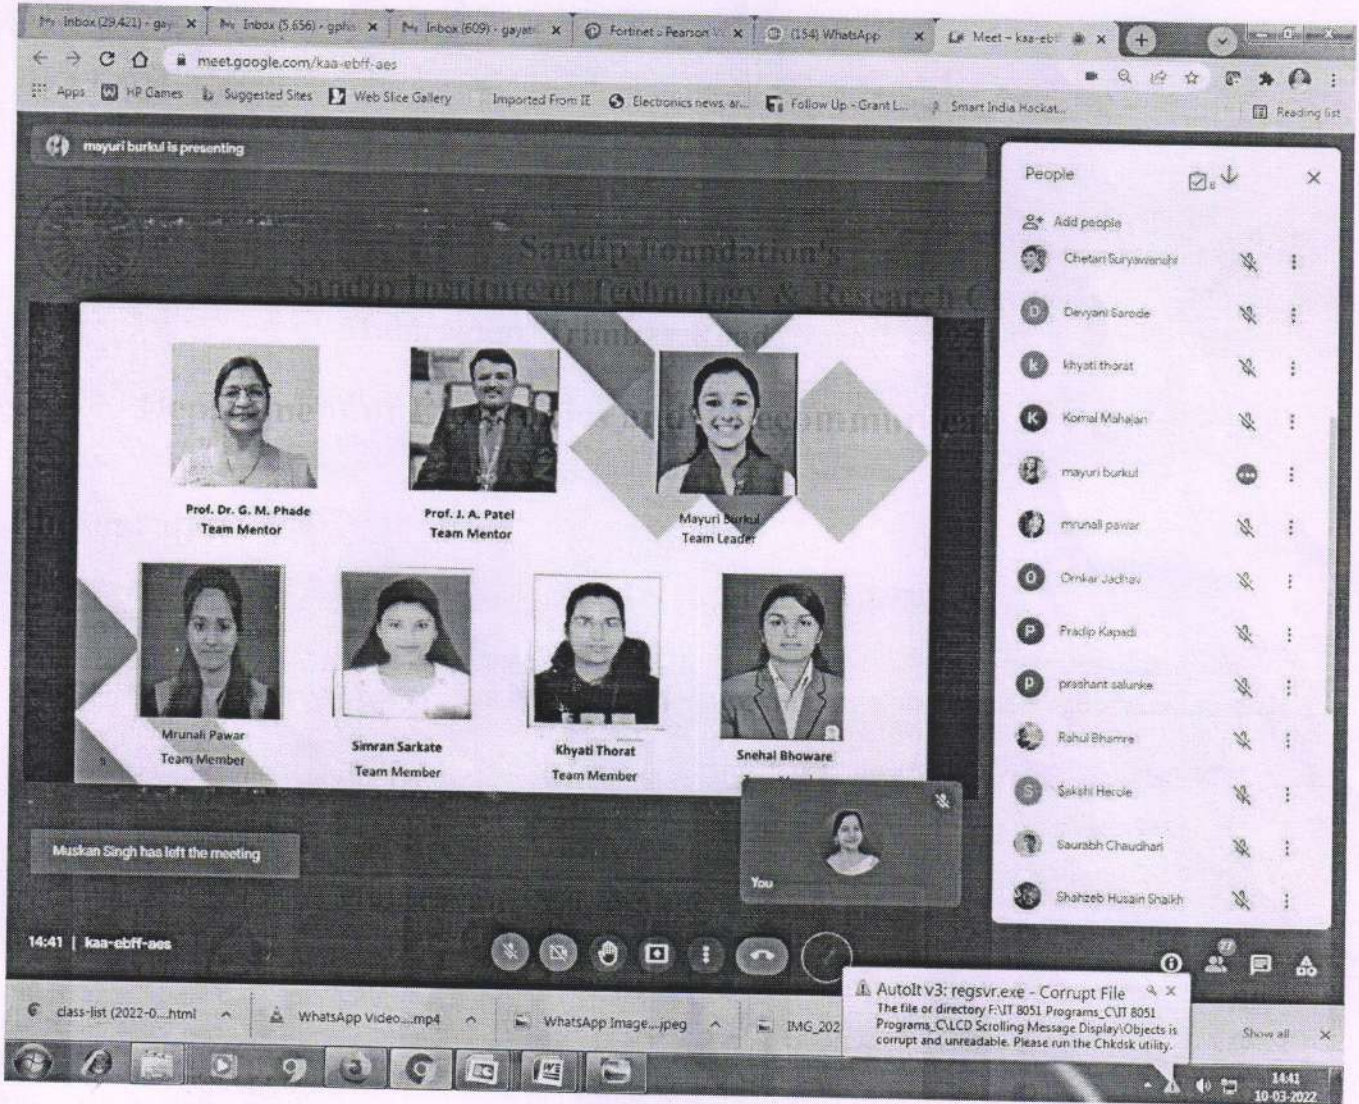 Inbox (29,421) - gay
Inbox (5,656) - gphs
Inbox (609) - gayatri
Fortinet - Pearson V
(154) WhatsApp
Meet - kaa-ebf
meet.google.com/kaa-ebff-aes
Apps
HP Games
Suggested Sites
Web Slice Gallery
Imported From IE
Electronics news, ar...
Follow Up - Grant L...
Smart India Hackat...
Reading list
mayuri burkul is presenting
Sandip Foundation's
Sandip Institute of Technology & Research C
Prof. Dr. G. M. Phade
Team Mentor
Prof. J. A. Patel
Team Mentor
Mayuri Burkul
Team Leader
Mrunali Pawar
Team Member
Simran Sarkate
Team Member
Khyati Thorat
Team Member
Snehal Bhoware
Muskan Singh has left the meeting
You
People
Add people
Chetan Suryawanshi
Devyani Sarode
khyati thorat
Komal Mahajan
mayuri burkul
mrunali pawar
Omkar Jadhav
Pradip Kapadi
prashant salunke
Rahul Bhamre
Sakshi Herole
Saurabh Chaudhari
Shahzeb Husain Shaikh
14:41 | kaa-ebff-aes
27
AutoIt v3: regsvr.exe - Corrupt File
The file or directory F:\IT 8051 Programs_C\IT 8051
Programs_C\LCD Scrolling Message Display\Objects is
corrupt and unreadable. Please run the Chkdsk utility.
class-list (2022-0....html
WhatsApp Video....mp4
WhatsApp Image...jpeg
IMG_202
Show all
14:41
10-03-2022